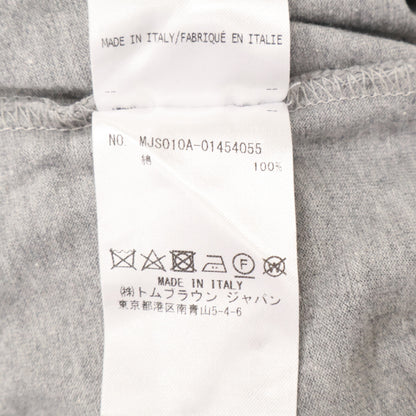 MADE IN ITALY/FABRIQUÉ EN ITALIE
NO. MJS010A-01454055
綿 100%
MADE IN ITALY
(株)トムブラウン ジャパン
東京都港区南青山5-4-6